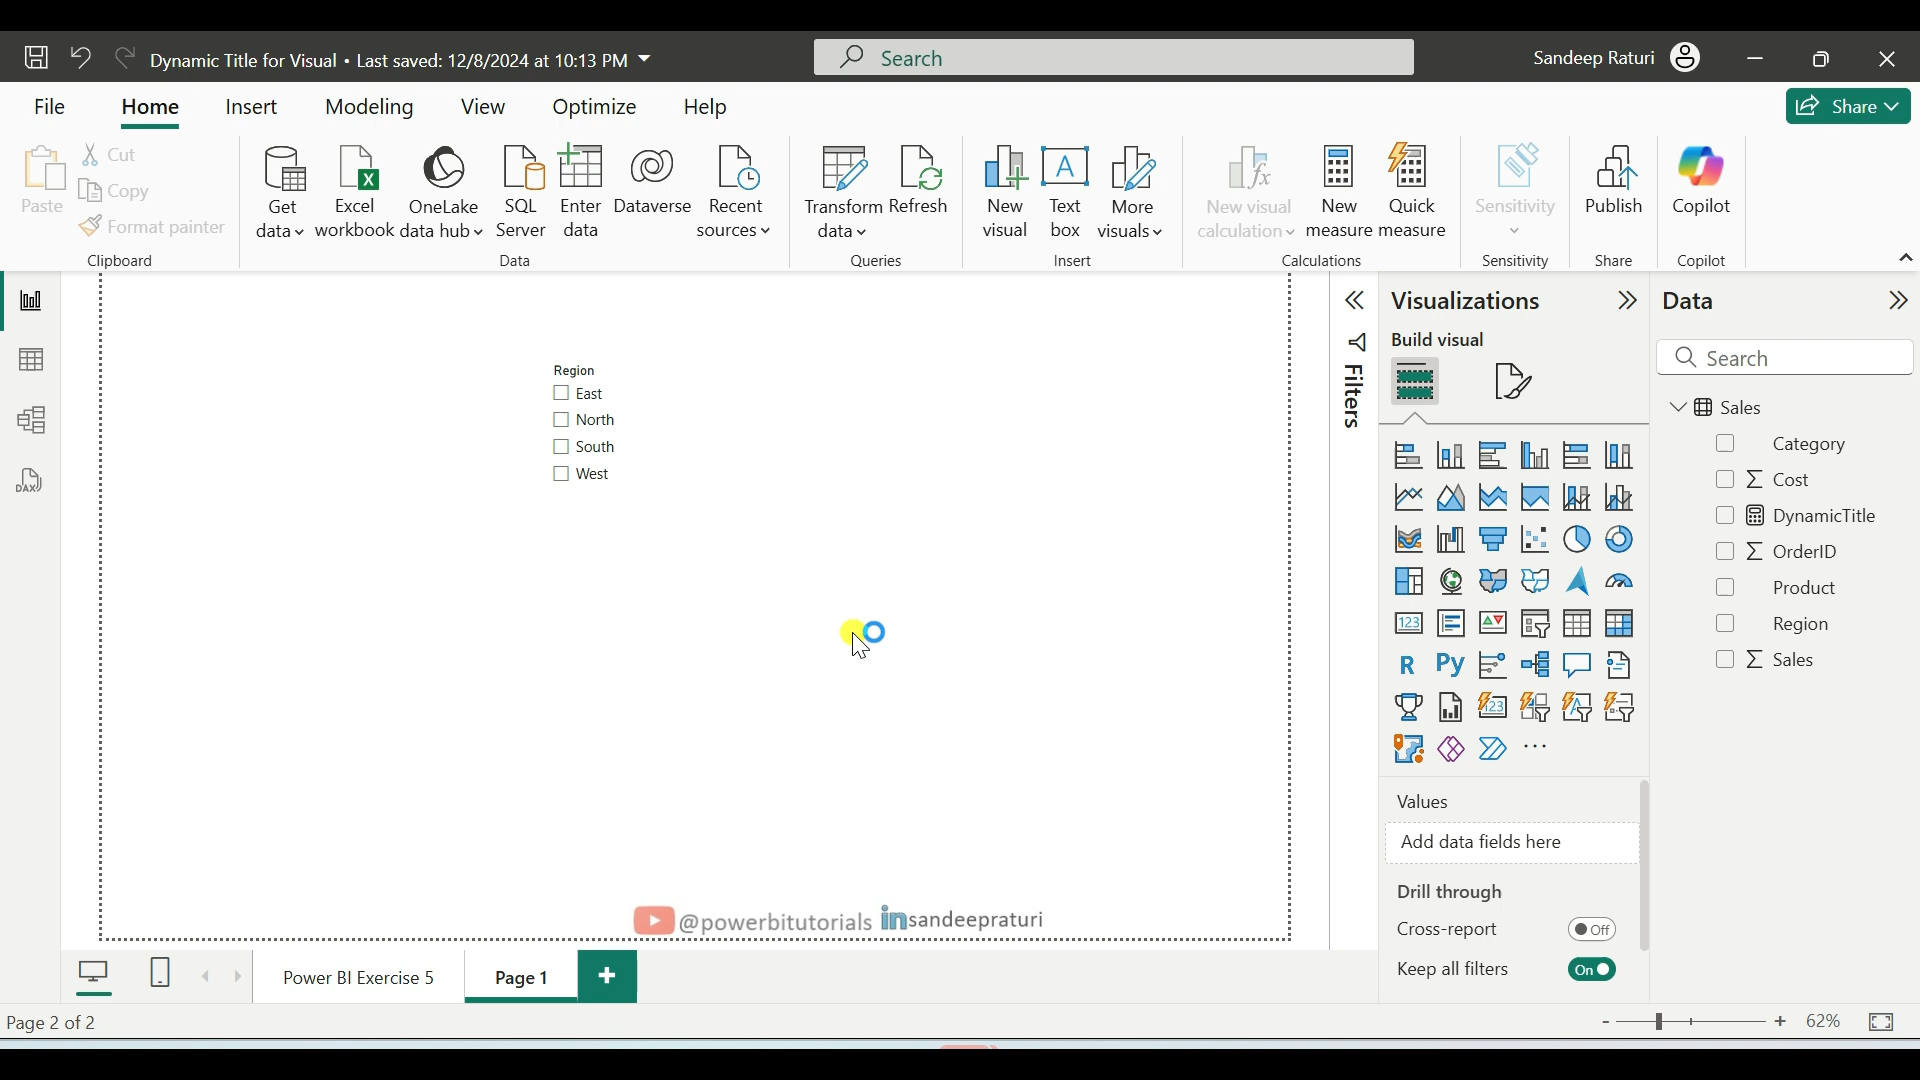 Dynamic Title for Visual • Last saved: 12/8/2024 at 10:13 PM
Search
Sandeep Raturi
File
Home
Insert
Modeling
View
Optimize
Help
Share
Paste
Cut
Copy
Format painter
Clipboard
Get
data
Excel
workbook
OneLake
data hub
SQL
Server
Enter
data
Dataverse
Recent
sources
Data
Transform
data
Refresh
Queries
New
visual
Text
box
More
visuals
Insert
New visual
calculation
New
measure
Quick
measure
Calculations
Sensitivity
Sensitivity
Publish
Share
Copilot
Copilot
DAX
Region
East
North
South
West
@powerbitutorials
in sandeepraturi
Filters
Visualizations
Build visual
123
R
Py
123
Values
Add data fields here
Drill through
Cross-report
Off
Keep all filters
On
Data
Search
Sales
Category
Σ Cost
DynamicTitle
Σ OrderID
Product
Region
Σ Sales
Power BI Exercise 5
Page 1
+
Page 2 of 2
- + 62%